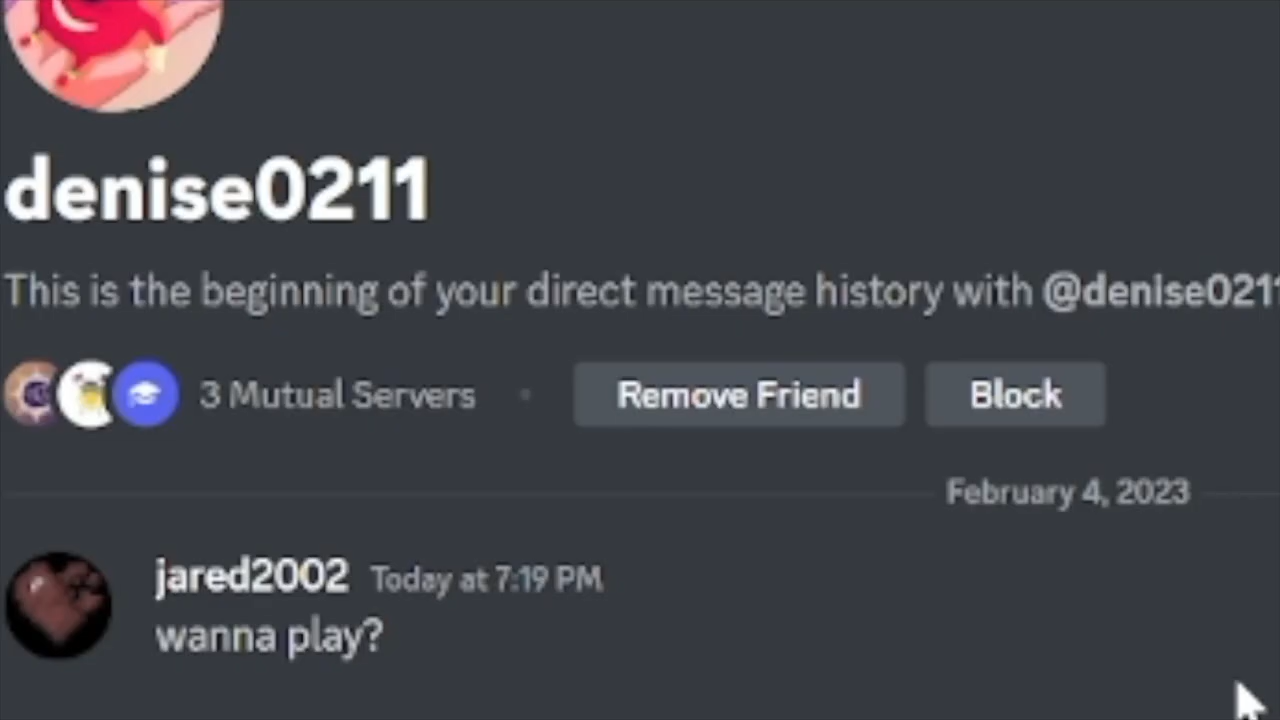 denise0211
This is the beginning of your direct message history with @denise0211
3 Mutual Servers
Remove Friend
Block
February 4, 2023
jared2002 Today at 7:19 PM
wanna play?